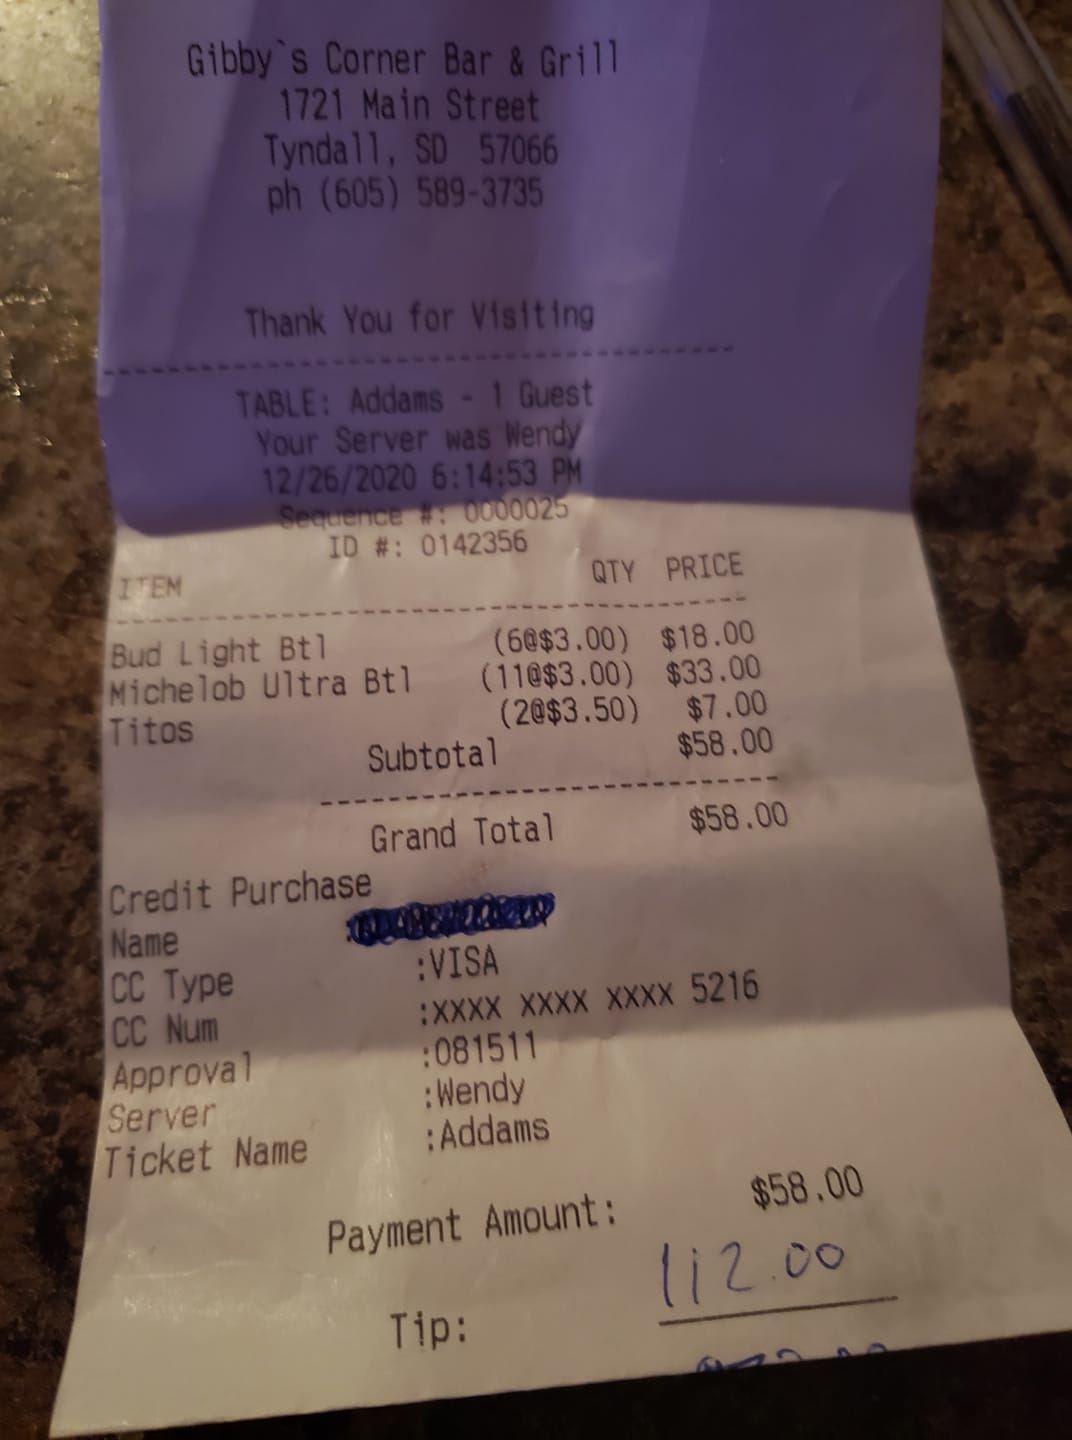 Gibby`s Corner Bar & Grill
1721 Main Street
Tyndall, SD 57066
ph (605) 589-3735
Thank You for Visiting
TABLE: Addams - 1 Guest
Your Server was Wendy
12/26/2020 6:14:53 PM
Sequence #: 0000025
ID #: 0142356
ITEM QTY PRICE
Bud Light Btl (6@$3.00) $18.00
Michelob Ultra Btl (11@$3.00) $33.00
Titos (2@$3.50) $7.00
Subtotal $58.00
Grand Total $58.00
Credit Purchase
Name :
CC Type :VISA
CC Num :XXXX XXXX XXXX 5216
Approval :081511
Server :Wendy
Ticket Name :Addams
Payment Amount: $58.00
Tip: 112.00